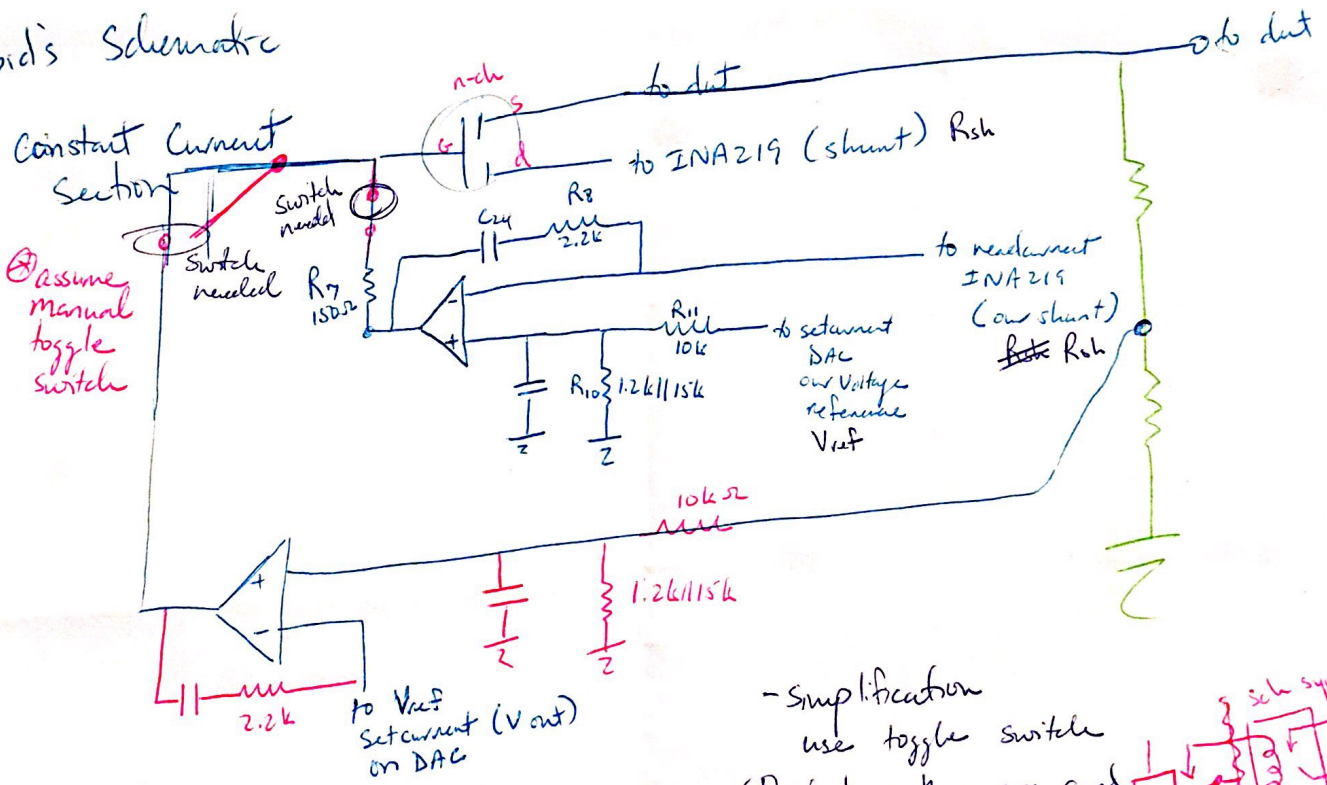 Schematic
n-ch
s
to dut
o to dut
G
d
to INA219 (shunt) Rsh
Constant Current
Section
switch
needed
C24
R8
2.2k
⊛ assume
manual
toggle
switch
switch
needed
R7
150Ω
-
+
R11
10k
to setcurrent
DAC
our voltage
reference
Vref
R10
1.2k||15k
to readcurrent
INA219
(our shunt)
Rsh
10kΩ
1.2k||15k
+
-
2.2k
to Vref
setcurrent (Vout)
on DAC
- simplification
use toggle switch